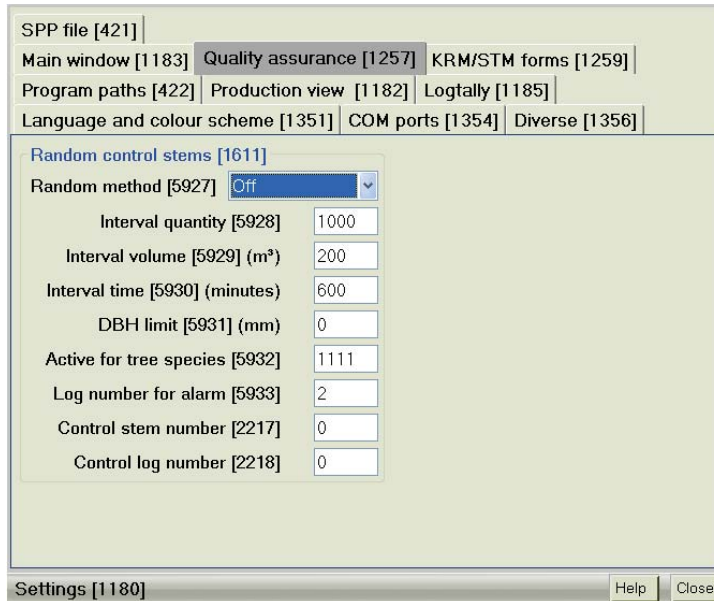 SPP file [421]
Main window [1183] Quality assurance [1257] KRM/STM forms [1259]
Program paths [422] Production view [1182] Logtally [1185]
Language and colour scheme [1351] COM ports [1354] Diverse [1356]
Random control stems [1611]
Random method [5927] Off
Interval quantity [5928] 1000
Interval volume [5929] (m³) 200
Interval time [5930] (minutes) 600
DBH limit [5931] (mm) 0
Active for tree species [5932] 1111
Log number for alarm [5933] 2
Control stem number [2217] 0
Control log number [2218] 0
Settings [1180] Help Close